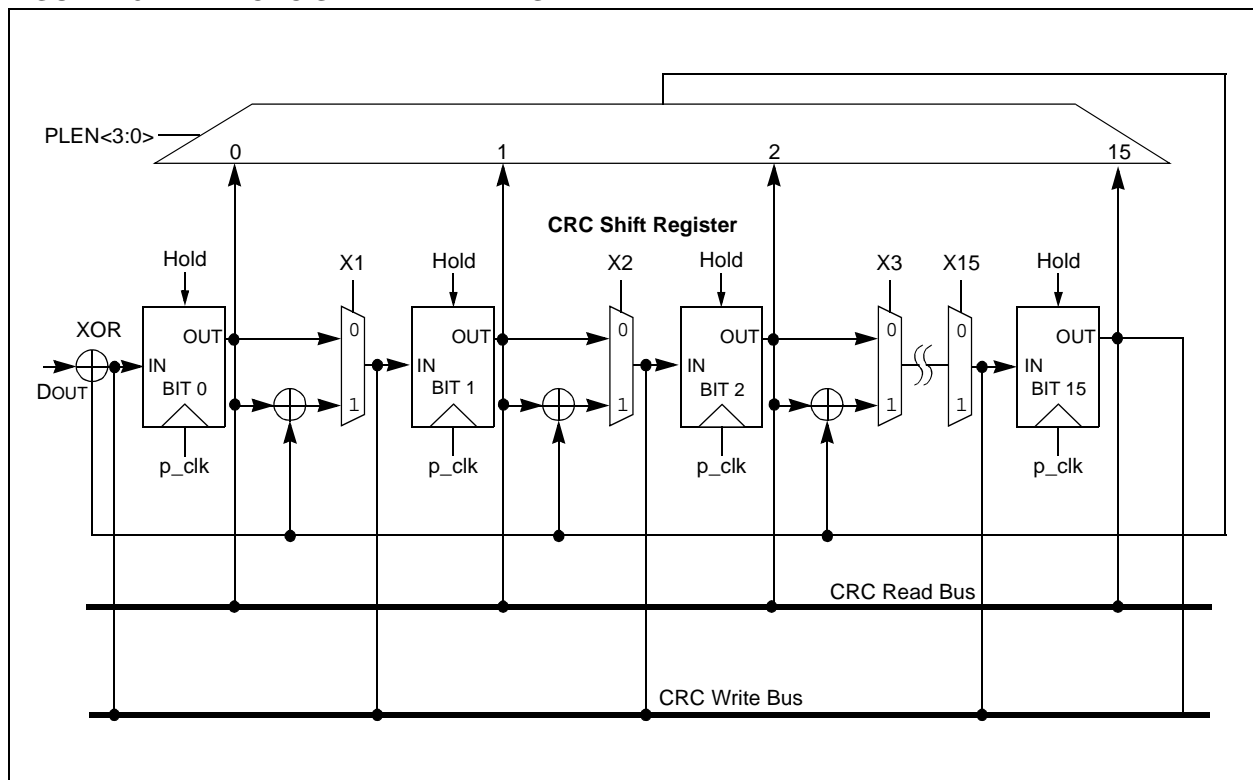 PLEN<3:0>
0 1 2 15
CRC Shift Register
Hold X1 Hold X2 Hold X3 X15 Hold
XOR
OUT 0 OUT 0 OUT 0 0 OUT
IN IN IN IN
DOUT
BIT 0 BIT 1 BIT 2 BIT 15
1 1 1 1
p_clk p_clk p_clk p_clk
CRC Read Bus
CRC Write Bus